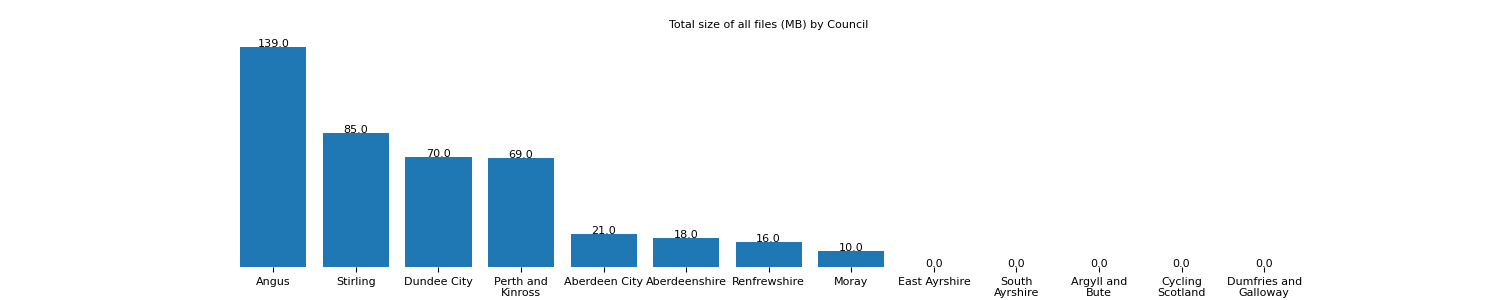 Total size of all files (MB) by Council
139.0
85.0
70.0
69.0
21.0
18.0
16.0
10.0
0.0
0.0
0.0
0.0
0.0
Angus
Stirling
Dundee City
Perth and
Kinross
Aberdeen City
Aberdeenshire
Renfrewshire
Moray
East Ayrshire
South
Ayrshire
Argyll and
Bute
Cycling
Scotland
Dumfries and
Galloway